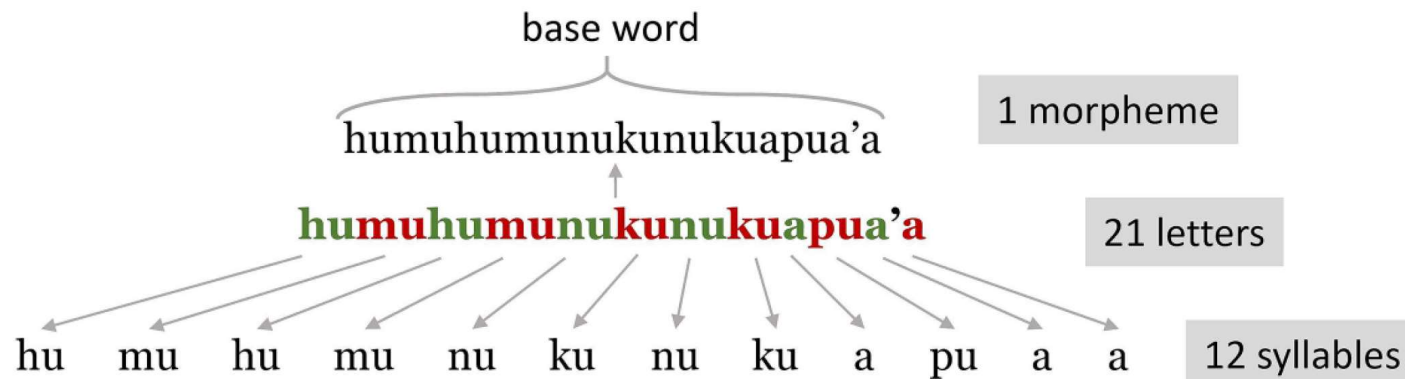 base word
1 morpheme
humuhumunukunukuapua’a
humuhumunukunukuapua’a
21 letters
hu mu hu mu nu ku nu ku a pu a a
12 syllables